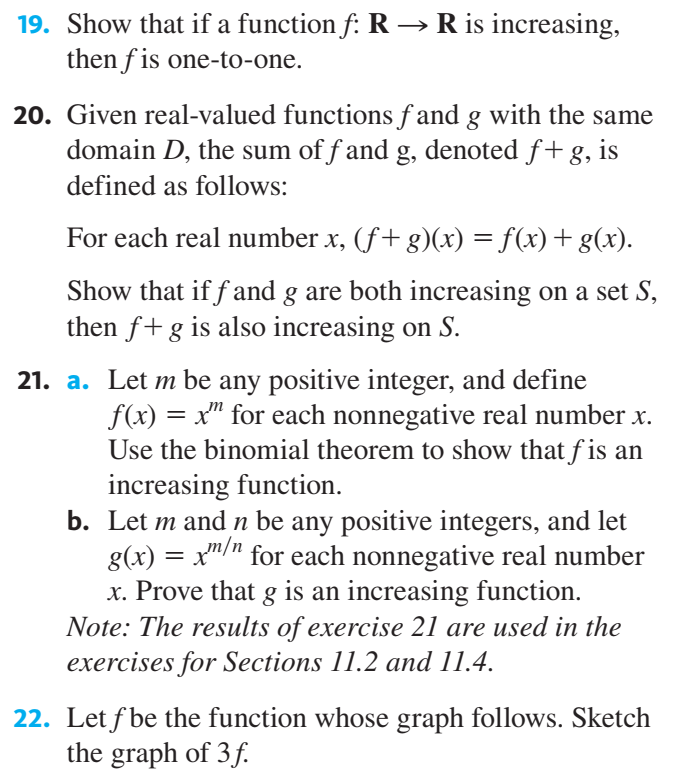 19. Show that if a function f: R → R is increasing,
then f is one-to-one.
20. Given real-valued functions f and g with the same
domain D, the sum of f and g, denoted f + g, is
defined as follows:
For each real number x, (f + g)(x) = f(x) + g(x).
Show that if f and g are both increasing on a set S,
then f + g is also increasing on S.
21. a. Let m be any positive integer, and define
f(x) = x^m for each nonnegative real number x.
Use the binomial theorem to show that f is an
increasing function.
b. Let m and n be any positive integers, and let
g(x) = x^{m/n} for each nonnegative real number
x. Prove that g is an increasing function.
Note: The results of exercise 21 are used in the
exercises for Sections 11.2 and 11.4.
22. Let f be the function whose graph follows. Sketch
the graph of 3f.